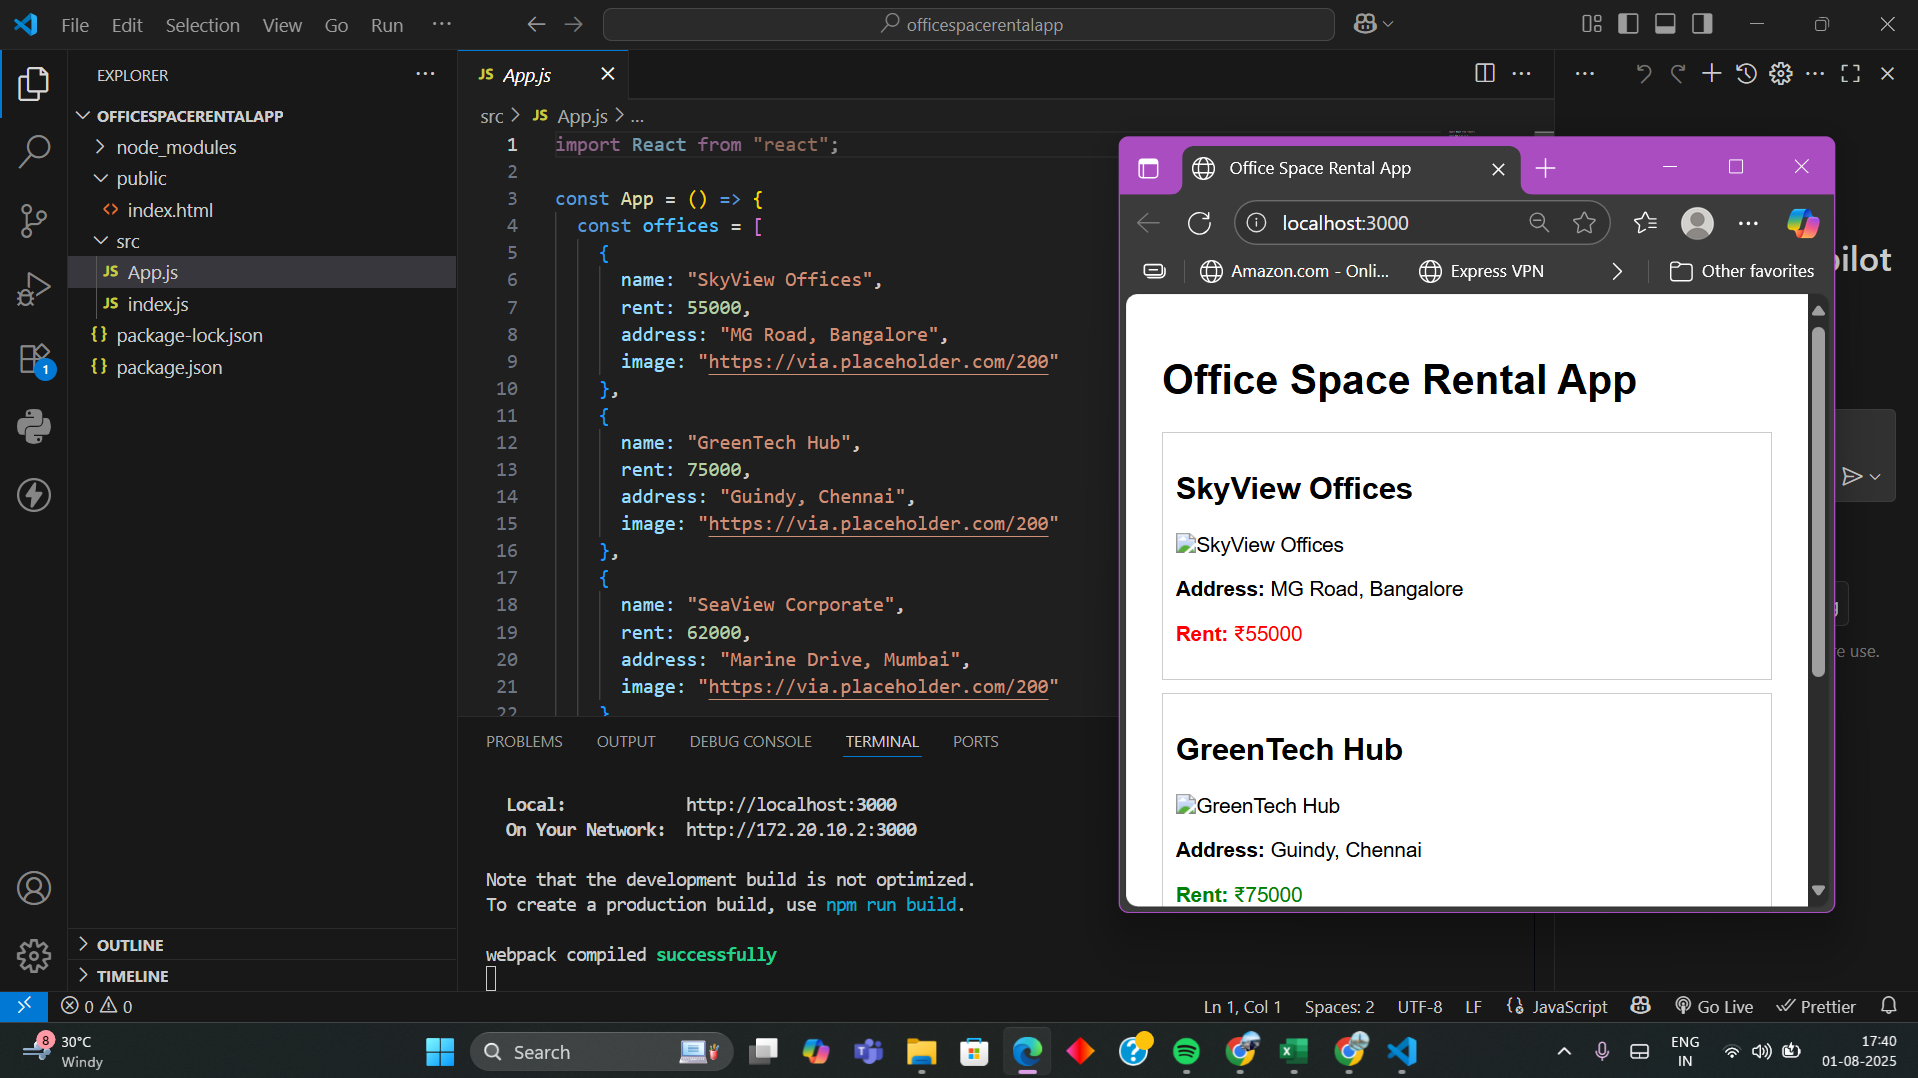 File Edit Selection View Go Run ...
officespacerentalapp
EXPLORER
OFFICESPACERENTALAPP
node_modules
public
<> index.html
src
JS App.js
JS index.js
{} package-lock.json
{} package.json
1
OUTLINE
TIMELINE
JS App.js
src > JS App.js > ...
1 import React from "react";
2
3 const App = () => {
4 const offices = [
5 {
6 name: "SkyView Offices",
7 rent: 55000,
8 address: "MG Road, Bangalore",
9 image: "https://via.placeholder.com/200"
10 },
11 {
12 name: "GreenTech Hub",
13 rent: 75000,
14 address: "Guindy, Chennai",
15 image: "https://via.placeholder.com/200"
16 },
17 {
18 name: "SeaView Corporate",
19 rent: 62000,
20 address: "Marine Drive, Mumbai",
21 image: "https://via.placeholder.com/200"
22 }
PROBLEMS OUTPUT DEBUG CONSOLE TERMINAL PORTS
Local: http://localhost:3000
On Your Network: http://172.20.10.2:3000
Note that the development build is not optimized.
To create a production build, use npm run build.
webpack compiled successfully
Office Space Rental App
localhost:3000
Amazon.com - Onli... Express VPN Other favorites
Office Space Rental App
SkyView Offices
SkyView Offices
Address: MG Road, Bangalore
Rent: ₹55000
GreenTech Hub
GreenTech Hub
Address: Guindy, Chennai
Rent: ₹75000
pilot
e use.
0 0
Ln 1, Col 1 Spaces: 2 UTF-8 LF {} JavaScript Go Live Prettier
8
30°C
Windy
Search
ENG
IN
17:40
01-08-2025